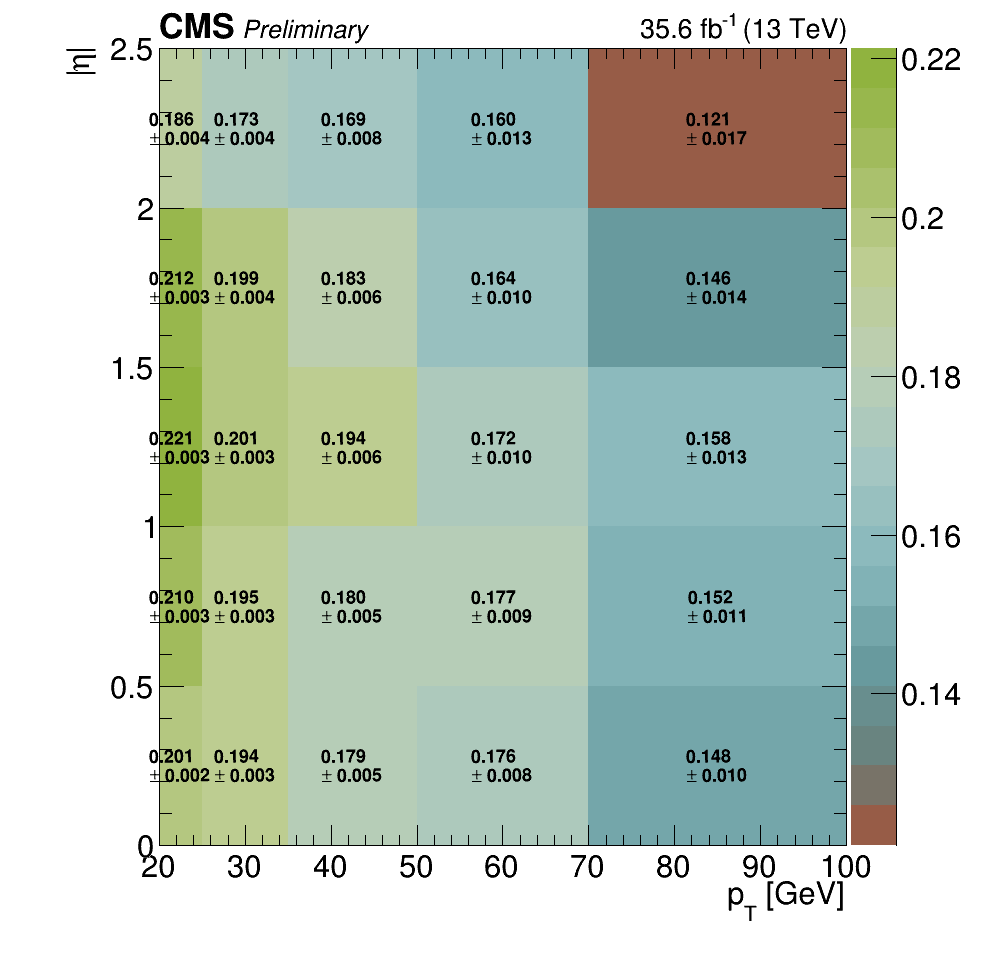 CMS Preliminary 35.6 fb⁻¹ (13 TeV)
|η|
2.5
2
1.5
1
0.5
0
0.186 0.173 0.169 0.160 0.121
± 0.004 ± 0.004 ± 0.008 ± 0.013 ± 0.017
0.212 0.199 0.183 0.164 0.146
± 0.003 ± 0.004 ± 0.006 ± 0.010 ± 0.014
0.221 0.201 0.194 0.172 0.158
± 0.003 ± 0.003 ± 0.006 ± 0.010 ± 0.013
0.210 0.195 0.180 0.177 0.152
± 0.003 ± 0.003 ± 0.005 ± 0.009 ± 0.011
0.201 0.194 0.179 0.176 0.148
± 0.002 ± 0.003 ± 0.005 ± 0.008 ± 0.010
20 30 40 50 60 70 80 90 100
p_T [GeV]
0.22
0.2
0.18
0.16
0.14